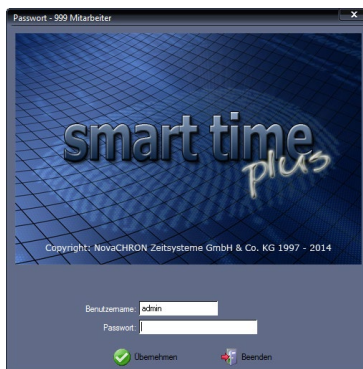 Passwort - 999 Mitarbeiter
smart time
plus
Copyright: NovaCHRON Zeitsysteme GmbH & Co. KG 1997 - 2014
Benutzername: admin
Passwort:
Übernehmen Beenden